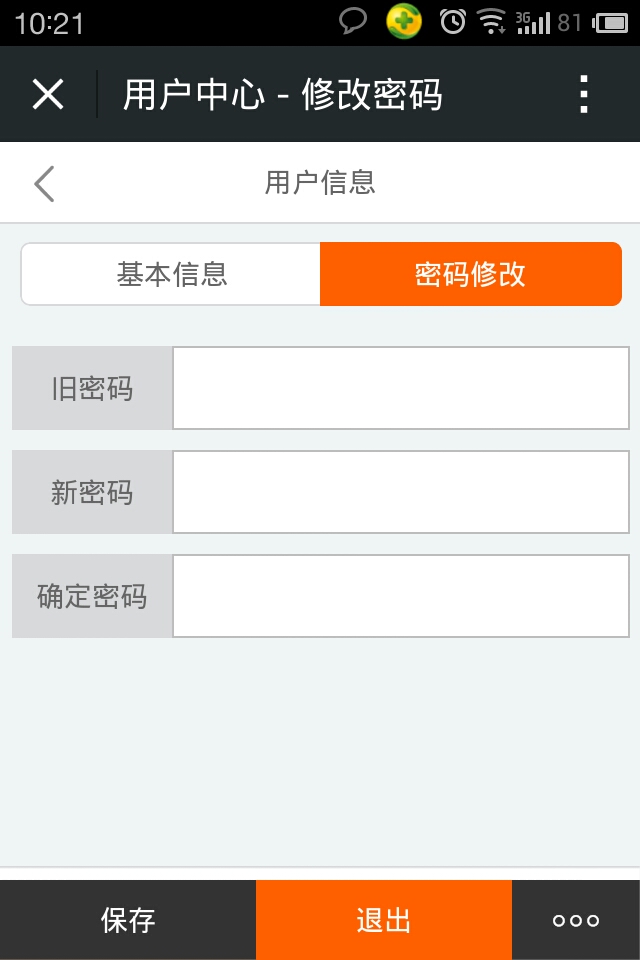 10:21 3G 81
用户中心 - 修改密码
用户信息
基本信息 密码修改
旧密码
新密码
确定密码
保存 退出